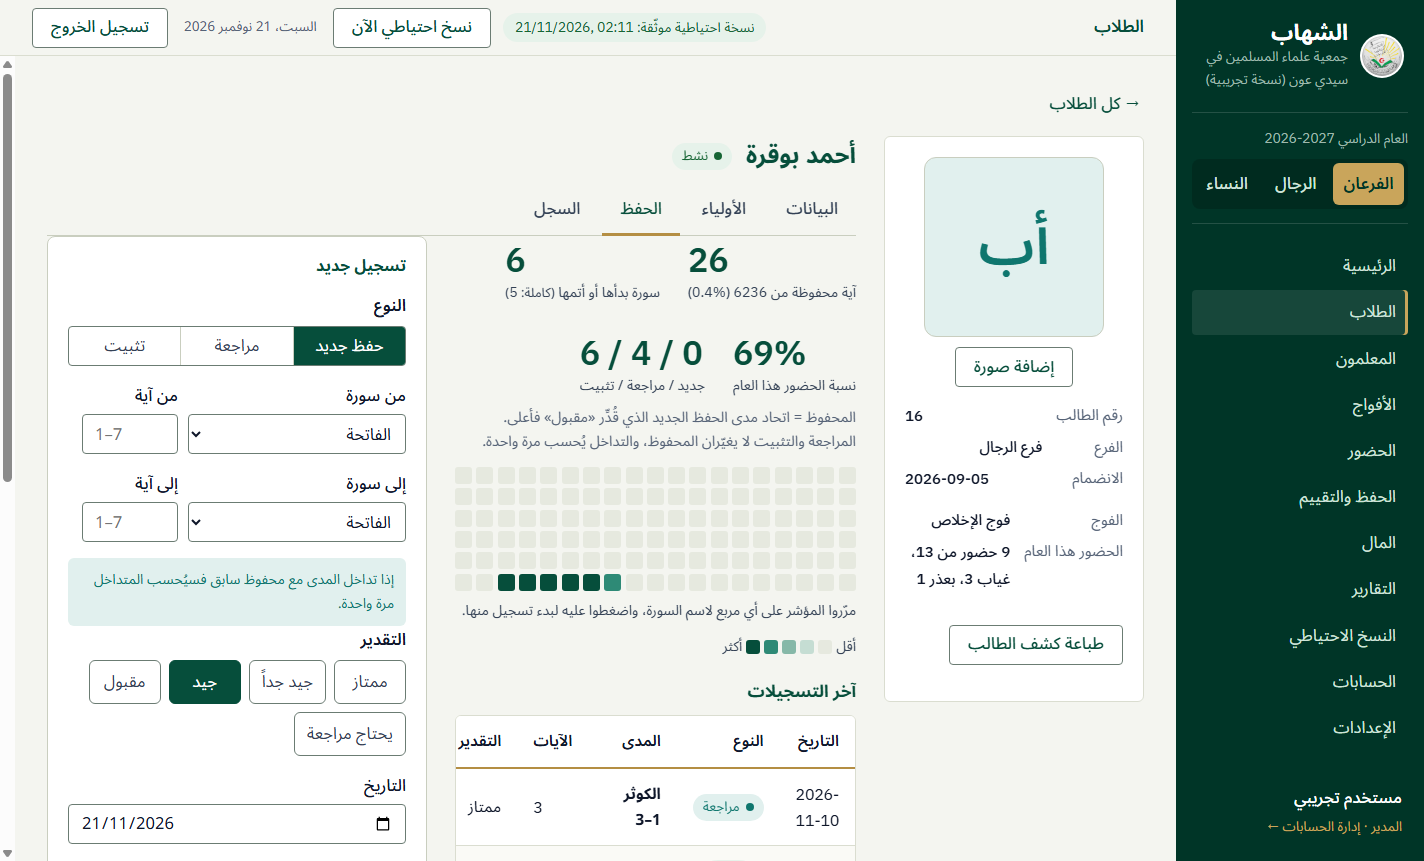 الشهاب
جمعية علماء المسلمين في
سيدي عون (نسخة تجريبية)
العام الدراسي 2027-2026
الفرعان
الرجال
النساء
الرئيسية
الطلاب
المعلمون
الأفواج
الحضور
الحفظ والتقييم
المال
التقارير
النسخ الاحتياطي
الحسابات
الإعدادات
مستخدم تجريبي
المدير · إدارة الحسابات ←
الطلاب
نسخة احتياطية موثّقة: 21/11/2026, 02:11
نسخ احتياطي الآن
السبت، 21 نوفمبر 2026
تسجيل الخروج
→ كل الطلاب
أب
إضافة صورة
رقم الطالب 16
الفرع فرع الرجال
الانضمام 2026-09-05
الفوج فوج الإخلاص
الحضور هذا العام 9 حضور من 13،
غياب 3، بعذر 1
طباعة كشف الطالب
أحمد بوقرة
نشط
البيانات
الأولياء
الحفظ
السجل
26
آية محفوظة من 6236 (0.4%)
6
سورة بدأها أو أتمها (كاملة: 5)
69%
نسبة الحضور هذا العام
6 / 4 / 0
جديد / مراجعة / تثبيت
المحفوظ = اتحاد مدى الحفظ الجديد الذي قُدِّر «مقبول» فأعلى.
المراجعة والتثبيت لا يغيّران المحفوظ، والتداخل يُحسب مرة واحدة.
مرّروا المؤشر على أي مربع لاسم السورة، واضغطوا عليه لبدء تسجيل منها.
أقل
أكثر
آخر التسجيلات
التاريخ النوع المدى الآيات التقدير
2026-
11-10
مراجعة
الكوثر
1–3
3
ممتاز
تسجيل جديد
النوع
حفظ جديد
مراجعة
تثبيت
من سورة
من آية
الفاتحة
1–7
إلى سورة
إلى آية
الفاتحة
1–7
إذا تداخل المدى مع محفوظ سابق فسيُحسب المتداخل
مرة واحدة.
التقدير
ممتاز
جيد جداً
جيد
مقبول
يحتاج مراجعة
التاريخ
21/11/2026